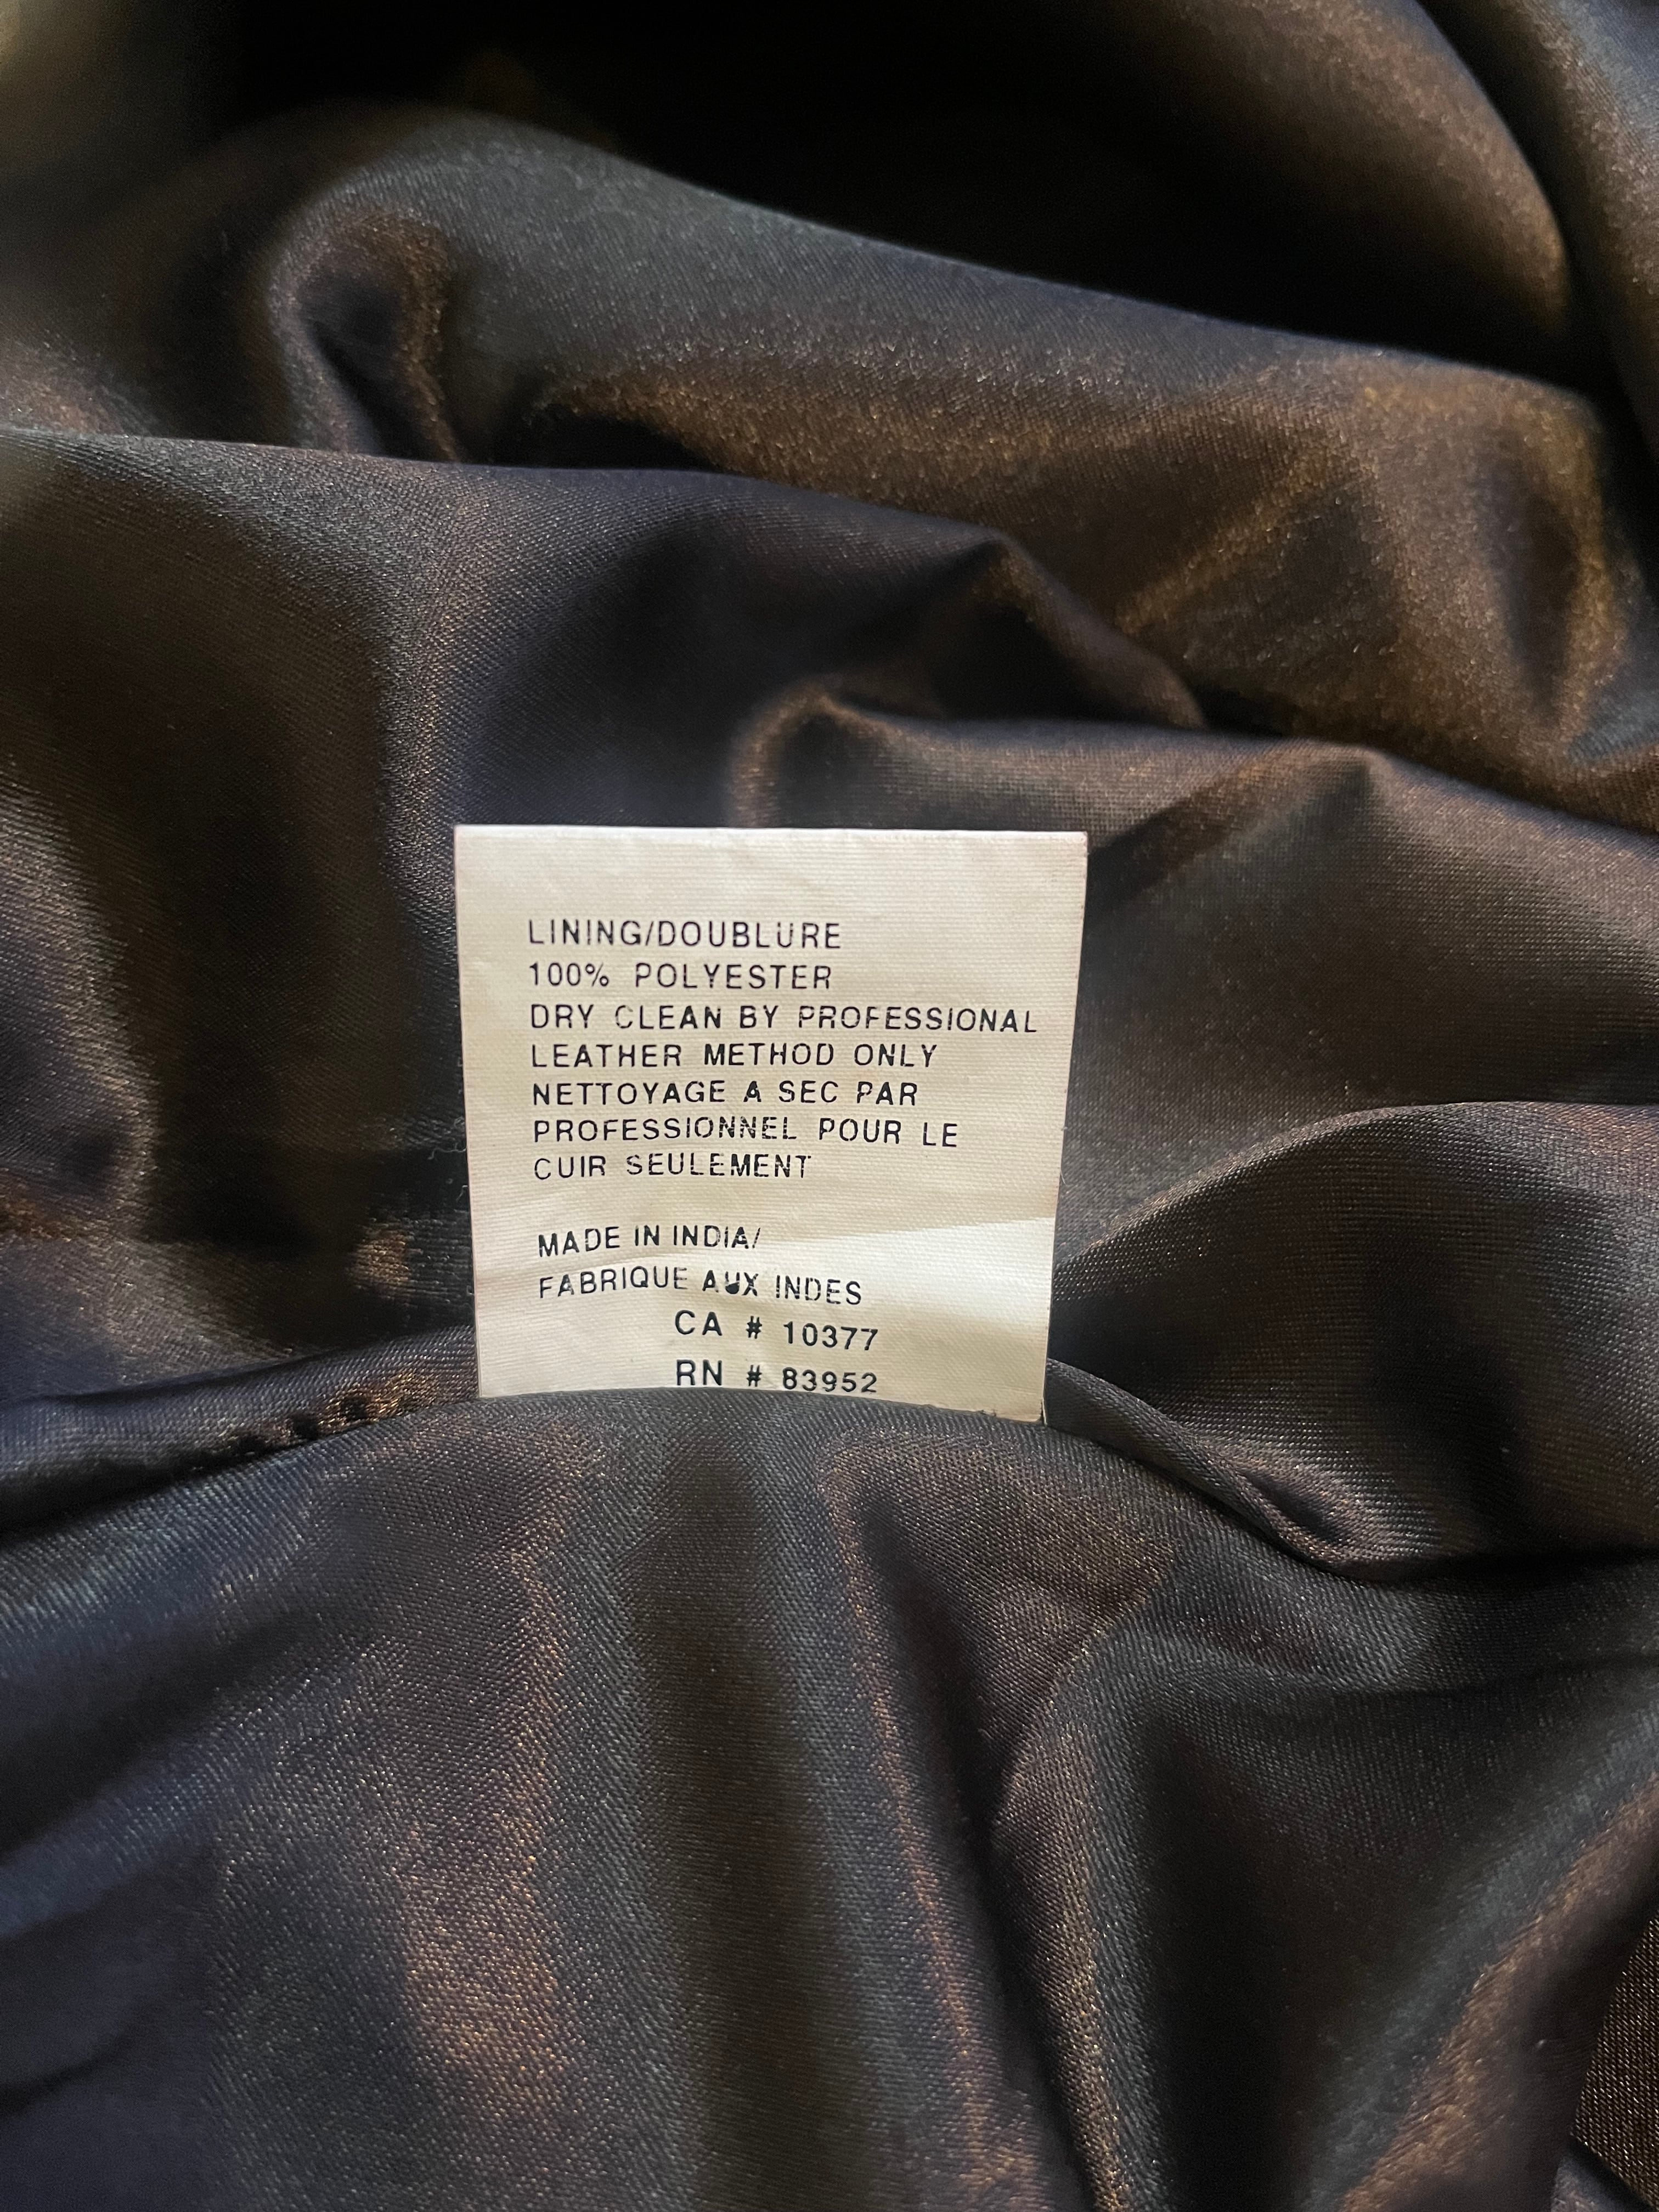 LINING/DOUBLURE
100% POLYESTER
DRY CLEAN BY PROFESSIONAL
LEATHER METHOD ONLY
NETTOYAGE A SEC PAR
PROFESSIONNEL POUR LE
CUIR SEULEMENT
MADE IN INDIA/
FABRIQUE AUX INDES
CA # 10377
RN # 83952